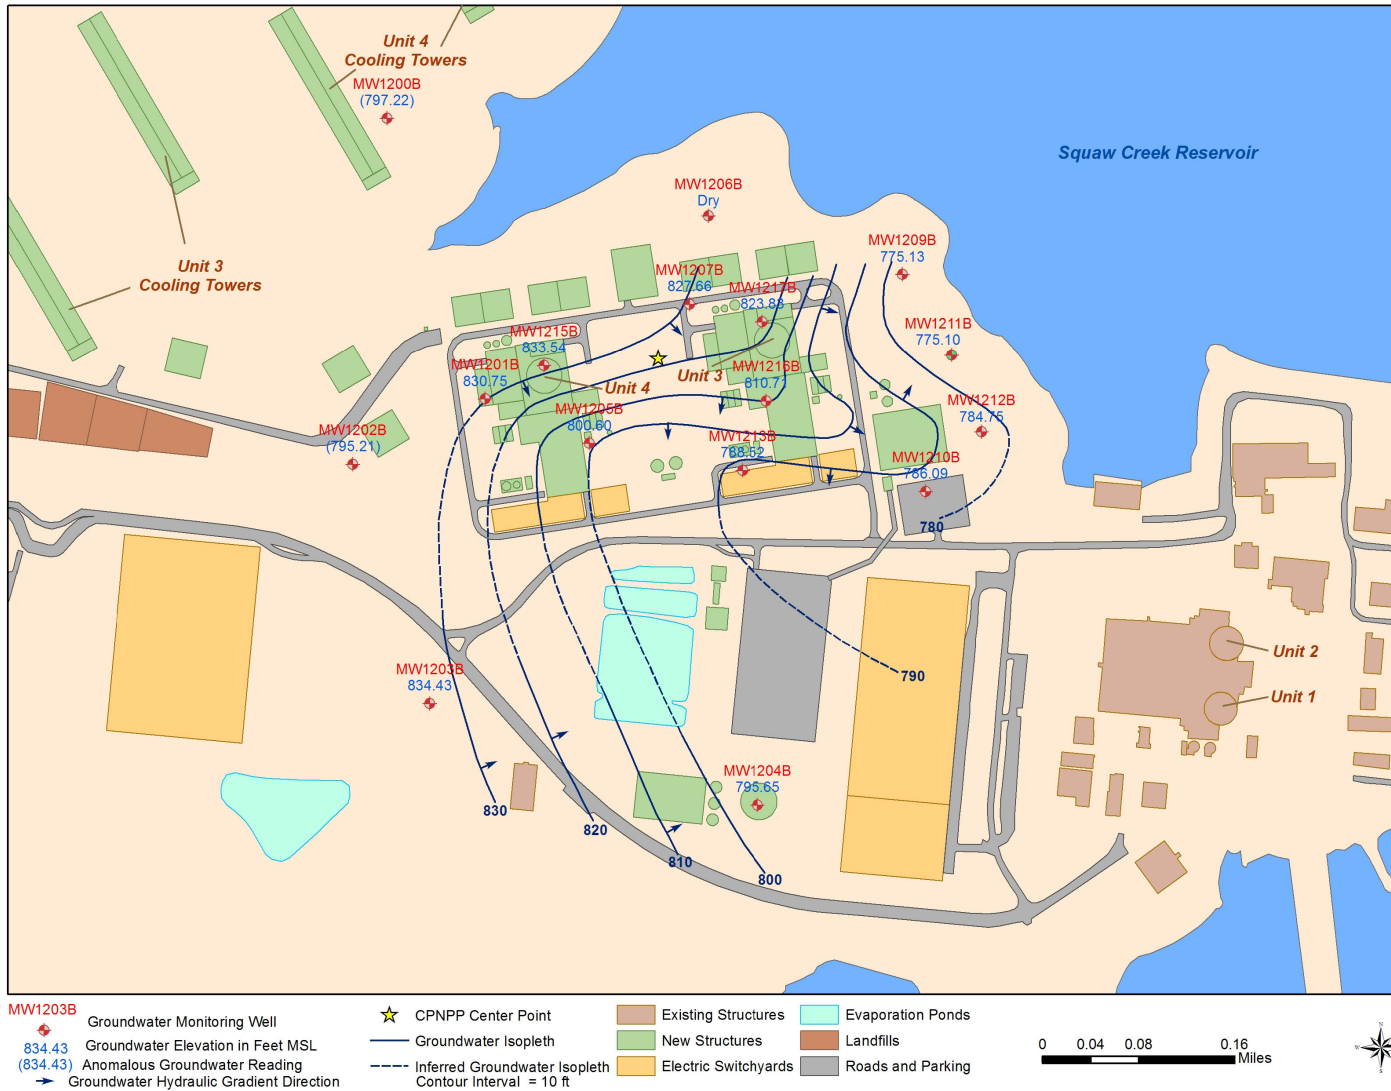 Unit 4
Cooling Towers
MW1200B
(797.22)
Squaw Creek Reservoir
MW1206B
Dry
MW1209B
775.13
Unit 3
Cooling Towers
MW1207B
827.66
MW1217B
823.83
MW1211B
775.10
MW1215B
833.54
MW1201B
830.75
Unit 3
MW1216B
810.71
Unit 4
MW1212B
784.75
MW1205B
800.60
MW1202B
(795.21)
MW1213B
788.52
MW1210B
786.09
780
Unit 2
MW1203B
834.43
790
Unit 1
MW1204B
795.65
830
820
810
800
MW1203B
Groundwater Monitoring Well
834.43
Groundwater Elevation in Feet MSL
(834.43)
Anomalous Groundwater Reading
Groundwater Hydraulic Gradient Direction
CPNPP Center Point
Groundwater Isopleth
Inferred Groundwater Isopleth
Contour Interval = 10 ft
Existing Structures
New Structures
Electric Switchyards
Evaporation Ponds
Landfills
Roads and Parking
0 0.04 0.08 0.16
Miles
N
W E
S